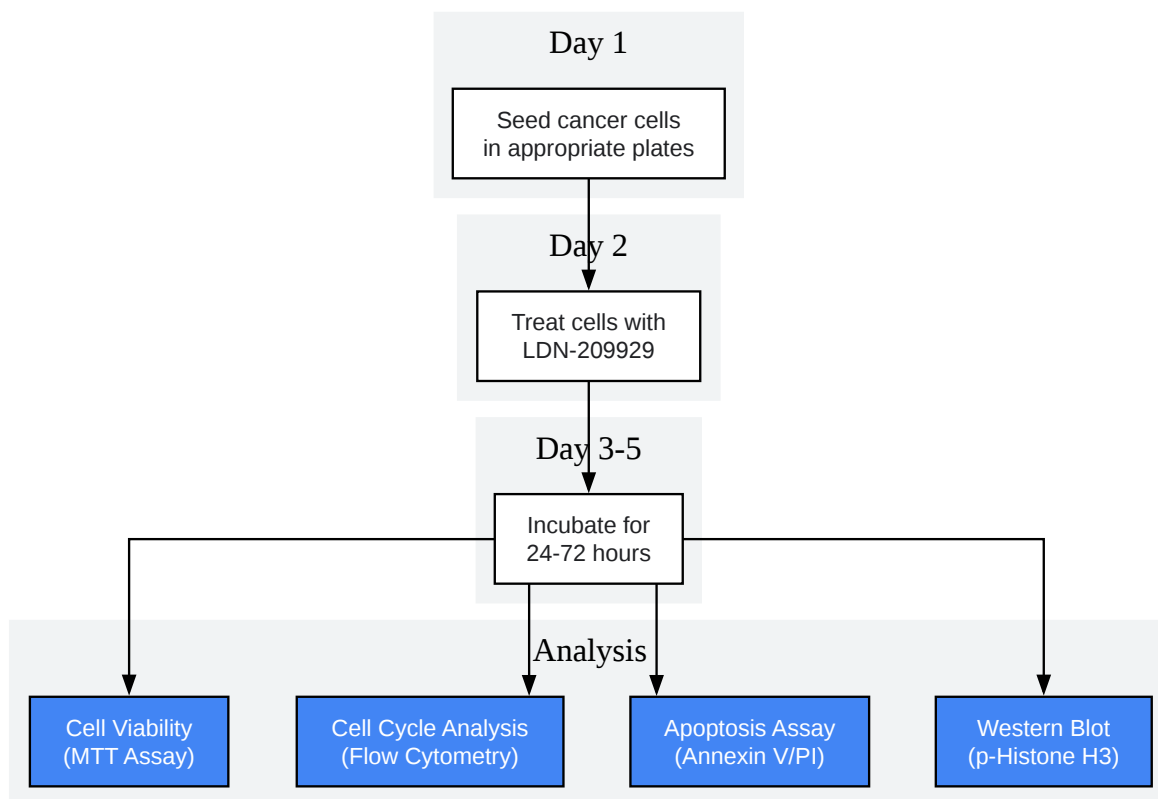 Day 1
Seed cancer cells
in appropriate plates
Day 2
Treat cells with
LDN-209929
Day 3-5
Incubate for
24-72 hours
Analysis
Cell Viability
(MTT Assay)
Cell Cycle Analysis
(Flow Cytometry)
Apoptosis Assay
(Annexin V/PI)
Western Blot
(p-Histone H3)